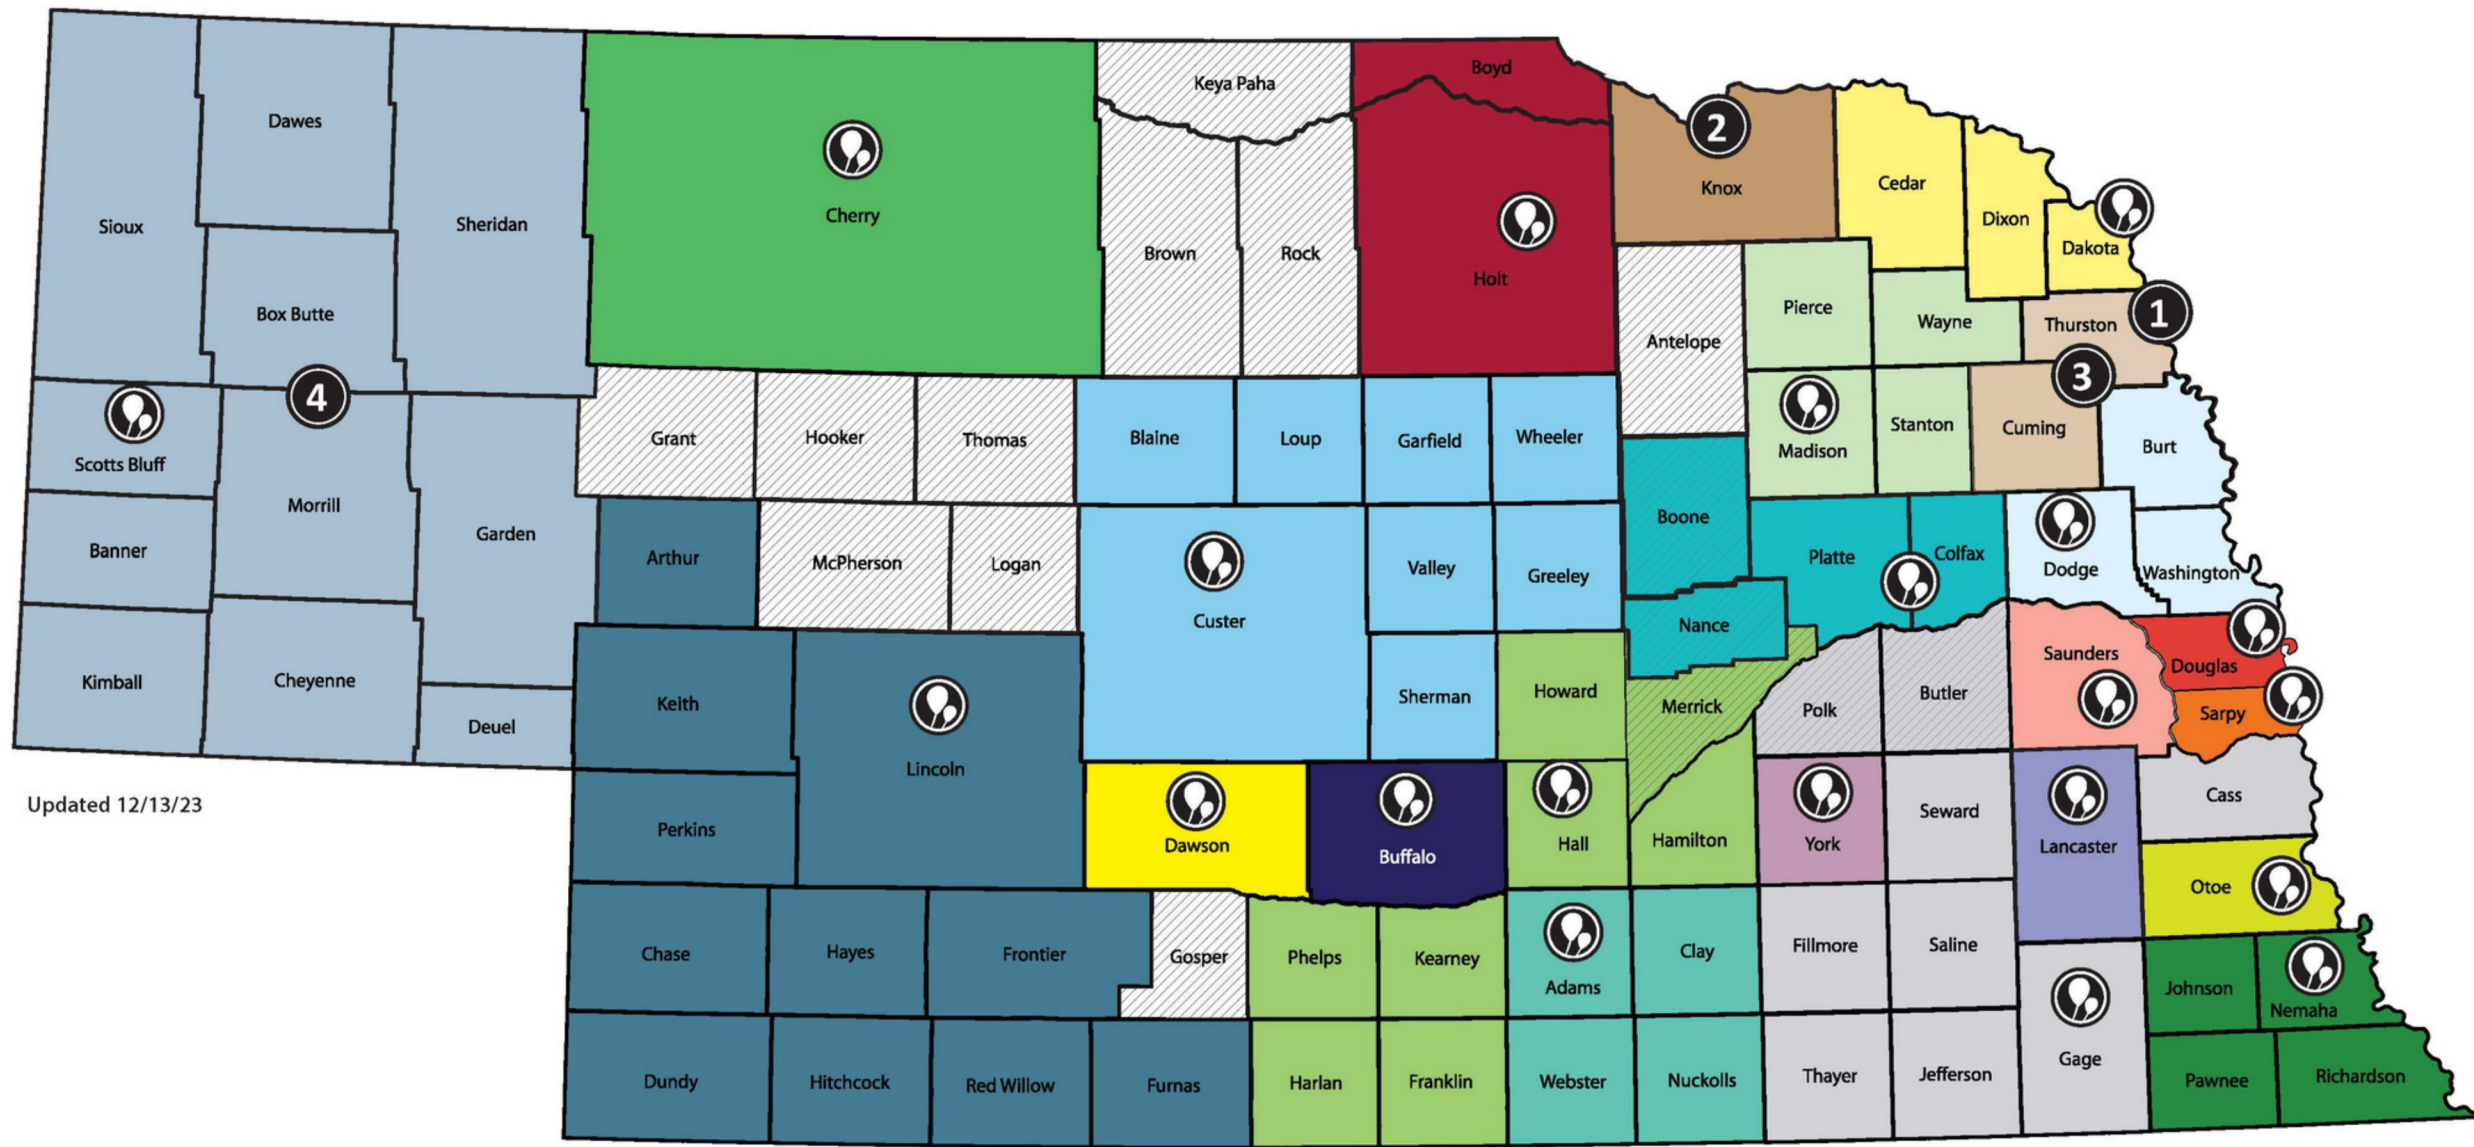 Boyd
Keya Paha
Dawes
2
Cedar
Knox
Sioux
Sheridan
Cherry
Dixon
Dakota
Brown
Rock
Holt
Box Butte
Pierce
Wayne
Thurston
1
Antelope
4
3
Scotts Bluff
Grant
Hooker
Thomas
Blaine
Loup
Garfield
Wheeler
Madison
Stanton
Cuming
Burt
Morrill
Garden
Banner
Arthur
McPherson
Logan
Custer
Valley
Greeley
Boone
Platte
Colfax
Dodge
Washington
Nance
Kimball
Cheyenne
Deuel
Keith
Lincoln
Sherman
Howard
Merrick
Polk
Butler
Saunders
Douglas
Sarpy
Updated 12/13/23
Perkins
Dawson
Buffalo
Hall
Hamilton
York
Seward
Lancaster
Cass
Otoe
Chase
Hayes
Frontier
Gosper
Phelps
Kearney
Adams
Clay
Fillmore
Saline
Johnson
Nemaha
Gage
Dundy
Hitchcock
Red Willow
Furnas
Harlan
Franklin
Webster
Nuckolls
Thayer
Jefferson
Pawnee
Richardson